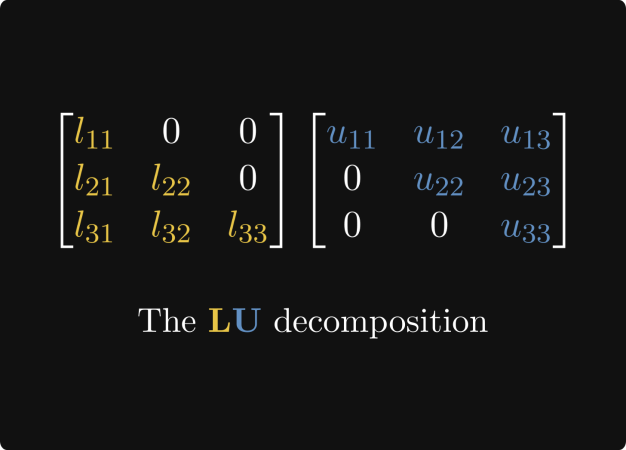 l₁₁ 0 0 u₁₁ u₁₂ u₁₃
l₂₁ l₂₂ 0 0 u₂₂ u₂₃
l₃₁ l₃₂ l₃₃ 0 0 u₃₃
The LU decomposition